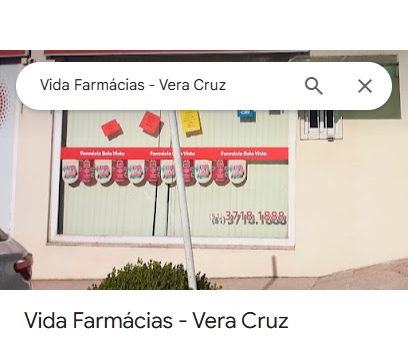 Vida Farmácias - Vera Cruz
Farmácia Bela Vista Farmácia Bela Vista Farmácia Bela Vista
3718.1888
Vida Farmácias - Vera Cruz